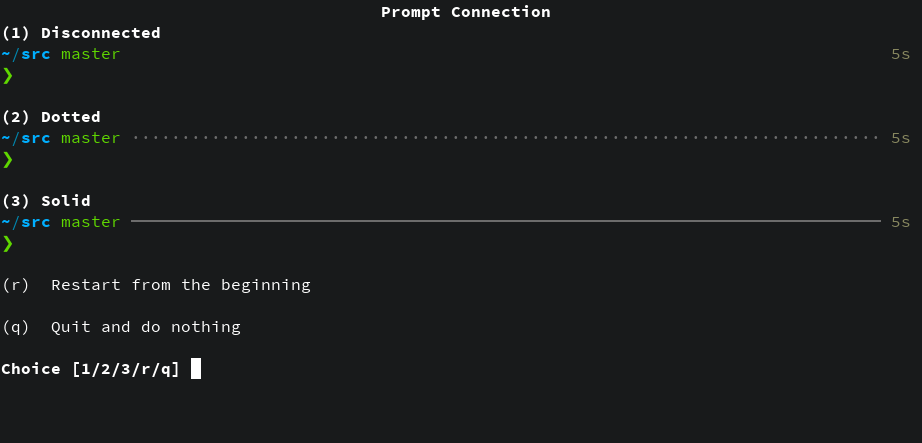 Prompt Connection
(1) Disconnected
~/src master 5s
❯
(2) Dotted
~/src master ··········································································· 5s
❯
(3) Solid
~/src master ─────────────────────────────────────────────────────────────────────────── 5s
❯
(r)  Restart from the beginning
(q)  Quit and do nothing
Choice [1/2/3/r/q]